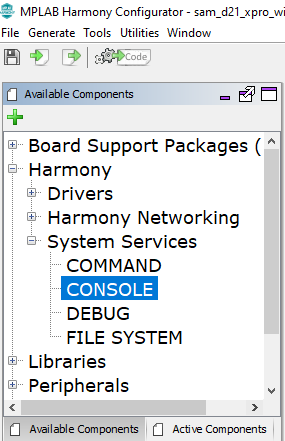 MPLAB Harmony Configurator - sam_d21_xpro_wi
File Generate Tools Utilities Window
Code
Available Components
Board Support Packages (
Harmony
Drivers
Harmony Networking
System Services
COMMAND
CONSOLE
DEBUG
FILE SYSTEM
Libraries
Peripherals
Available Components Active Components